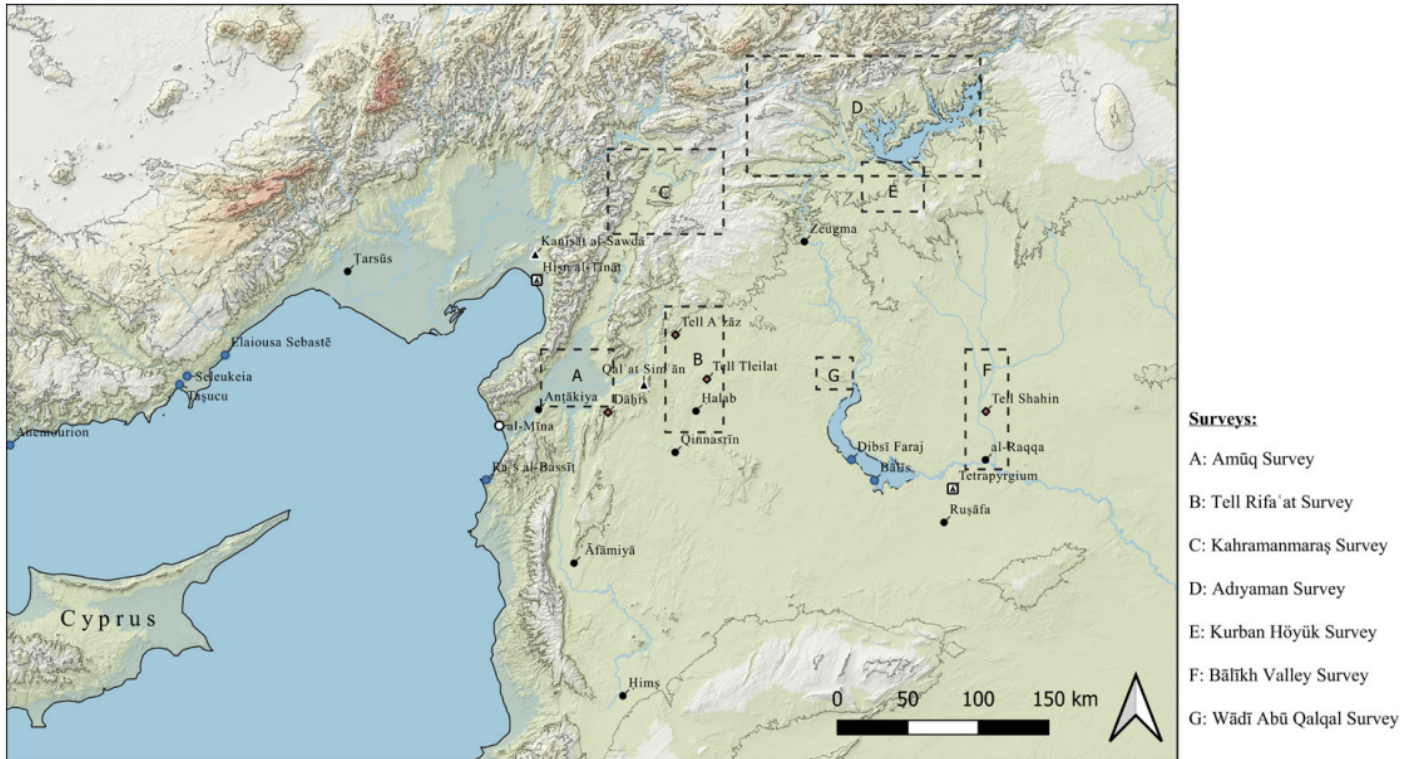 D
C
E
Zeugma
Kanīsat al-Sawdā
Tarsūs
Ḥiṣn al-Tīnāt
Tell Aʿzāz
Elaiousa Sebastē
B
A
Qalʿat Simʿān
Tell Tleilat
G
F
Seleukeia
Taşucu
Anṭākiya
Dāḥis
Ḥalab
Tell Shahin
al-Mīna
Anemourion
Qinnasrīn
Dibsī Faraj
al-Raqqa
Raʾs al-Bassīṭ
Bālis
Tetrapyrgium
Ruṣāfa
Āfāmiyā
Cyprus
Ḥimṣ
0 50 100 150 km
Surveys:
A: Amūq Survey
B: Tell Rifaʿat Survey
C: Kahramanmaraş Survey
D: Adıyaman Survey
E: Kurban Höyük Survey
F: Bālīkh Valley Survey
G: Wādī Abū Qalqal Survey